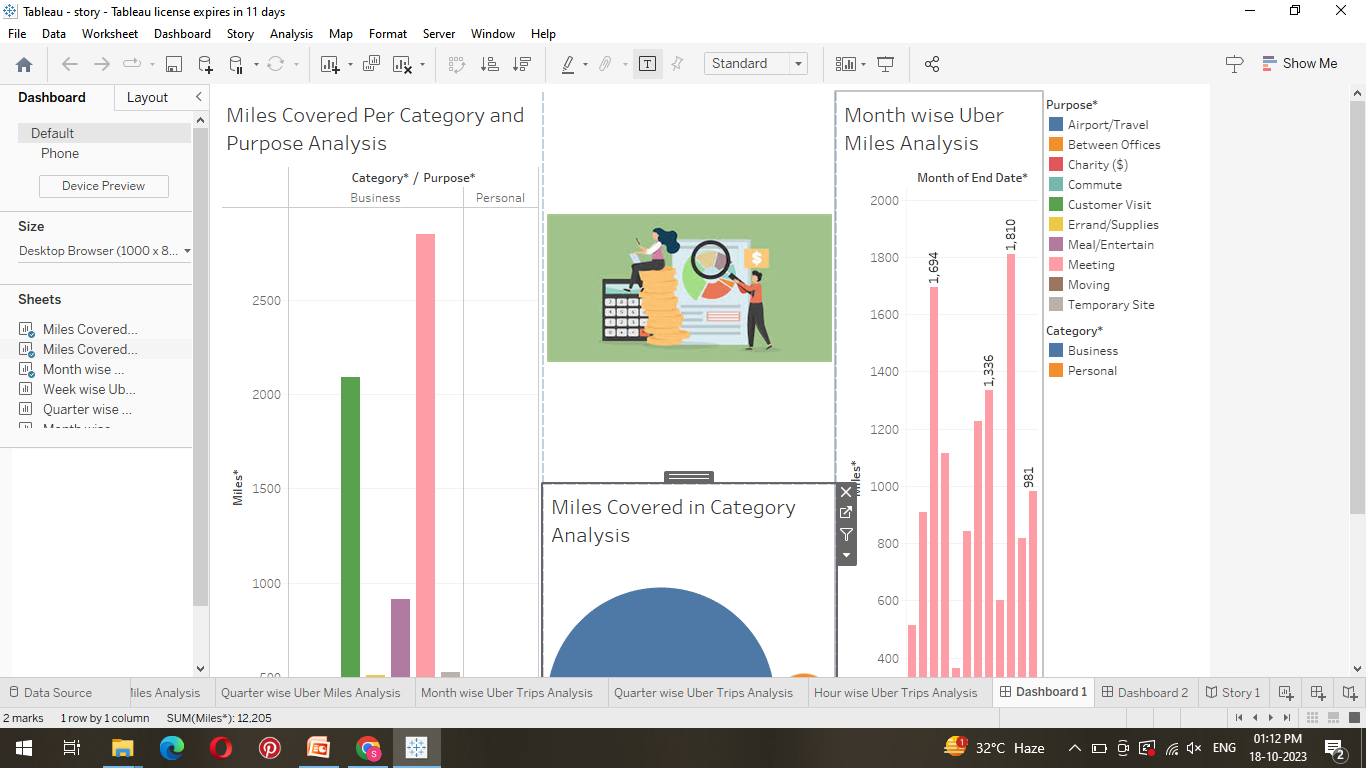 Tableau - story - Tableau license expires in 11 days
File Data Worksheet Dashboard Story Analysis Map Format Server Window Help
Standard
Show Me
Dashboard Layout
Default
Phone
Device Preview
Size
Desktop Browser (1000 x 8...
Sheets
Miles Covered...
Miles Covered...
Month wise ...
Week wise Ub...
Quarter wise ...
Miles Covered Per Category and
Purpose Analysis
Category* / Purpose*
Business Personal
2500
2000
1500
1000
500
Miles*
Miles Covered in Category
Analysis
Month wise Uber
Miles Analysis
Month of End Date*
2000
1800
1600
1400
1200
1000
800
600
400
Miles*
1,694
1,336
1,810
981
Purpose*
Airport/Travel
Between Offices
Charity ($)
Commute
Customer Visit
Errand/Supplies
Meal/Entertain
Meeting
Moving
Temporary Site
Category*
Business
Personal
Data Source Miles Analysis Quarter wise Uber Miles Analysis Month wise Uber Trips Analysis Quarter wise Uber Trips Analysis Hour wise Uber Trips Analysis Dashboard 1 Dashboard 2 Story 1
2 marks 1 row by 1 column SUM(Miles*): 12,205
1 32°C Haze ENG 01:12 PM
18-10-2023 2